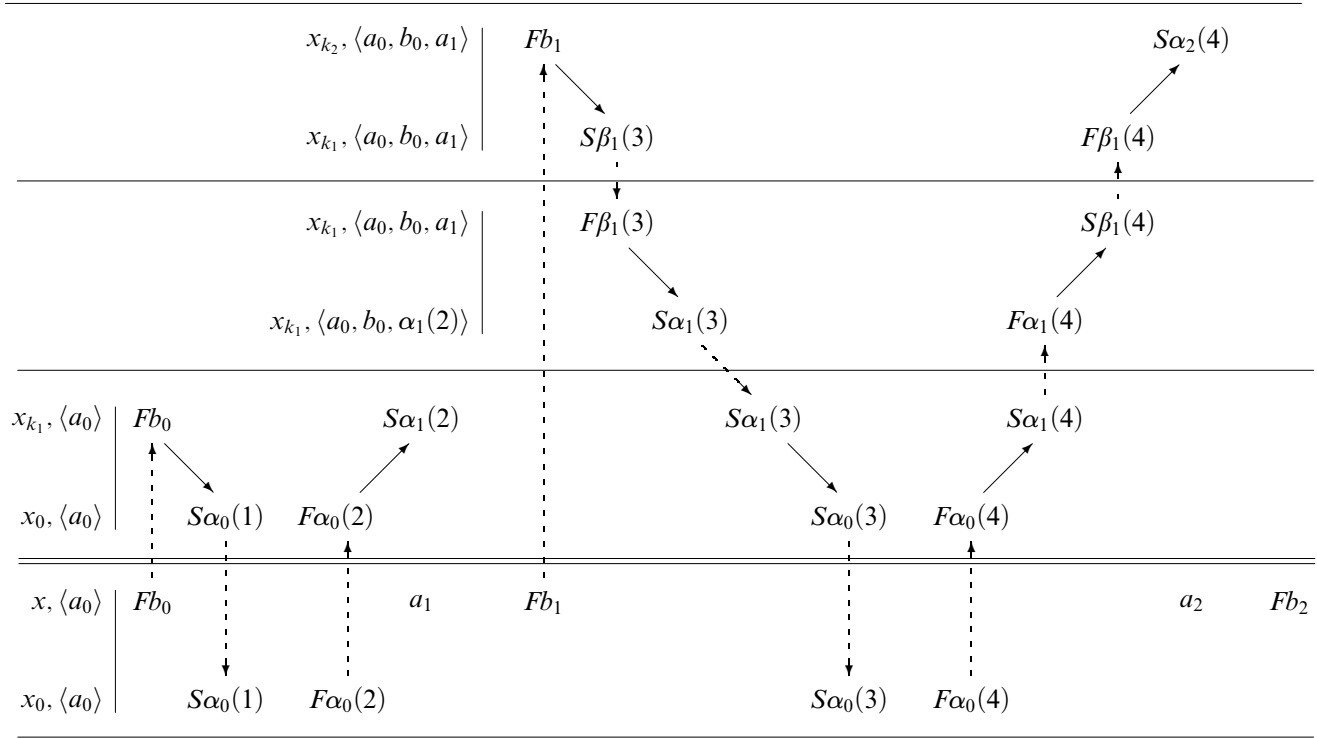 x_{k_2}, ⟨a_0, b_0, a_1⟩ Fb_1 Sα_2(4)
x_{k_1}, ⟨a_0, b_0, a_1⟩ Sβ_1(3) Fβ_1(4)
x_{k_1}, ⟨a_0, b_0, a_1⟩ Fβ_1(3) Sβ_1(4)
x_{k_1}, ⟨a_0, b_0, α_1(2)⟩ Sα_1(3) Fα_1(4)
x_{k_1}, ⟨a_0⟩ Fb_0 Sα_1(2) Sα_1(3) Sα_1(4)
x_0, ⟨a_0⟩ Sα_0(1) Fα_0(2) Sα_0(3) Fα_0(4)
x, ⟨a_0⟩ Fb_0 a_1 Fb_1 a_2 Fb_2
x_0, ⟨a_0⟩ Sα_0(1) Fα_0(2) Sα_0(3) Fα_0(4)